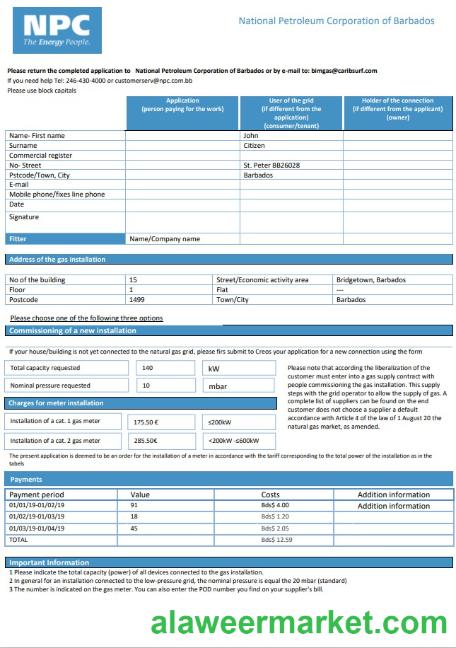 NPC
The Energy People.
National Petroleum Corporation of Barbados
Please return the completed application to National Petroleum Corporation of Barbados or by e-mail to: bimgas@caribsurf.com
If you need help Tel: 246-430-4000 or customerserv@npc.com.bb
Please use block capitals
Application (person paying for the work)
User of the grid (if different from the application) (consumer/tenant)
Holder of the connection (if different from the applicant) (owner)
Name- First name John
Surname Citizen
Commercial register
No- Street St. Peter BB26028
Pstcode/Town, City Barbados
E-mail
Mobile phone/fixes line phone
Date
Signature
Fitter Name/Company name
Address of the gas installation
No of the building 15 Street/Economic activity area Bridgetown, Barbados
Floor 1 Flat ---
Postcode 1499 Town/City Barbados
Please choose one of the following three options
Commissioning of a new installation
If your house/building is not yet connected to the natural gas grid, please firs submit to Creos your application for a new connection using the form
Total capacity requested 140 kW
Nominal pressure requested 10 mbar
Charges for meter installation
Installation of a cat. 1 gas meter 175.50 € ≤200kW
Installation of a cat. 2 gas meter 285.50€ <200kW -≤600kW
Please note that according the liberalization of the
customer must enter into a gas supply contract with
people commissioning the gas installation. This supply
steps with the grid operator to allow the supply of gas. A
complete list of suppliers can be found on the end
customer does not choose a supplier a default
accordance with Article 4 of the law of 1 August 20 the
natural gas market, as amended.
The present application is deemed to be an order for the installation of a meter in accordance with the tariff corresponding to the total power of the installation as in the
tabels
Payments
Payment period Value Costs Addition information
01/01/19-01/02/19 91 Bds$ 4.00 Addition information
01/02/19-01/03/19 18 Bds$ 1.20
01/03/19-01/04/19 45 Bds$ 2.05
TOTAL Bds$ 12.59
Important Information
1 Please indicate the total capacity (power) of all devices connected to the gas installation.
2 In general for an installation connected to the low-pressure grid, the nominal pressure is equal the 20 mbar (standard)
3 The number is indicated on the gas meter. You can also enter the POD number you find on your supplier's bill.
alaweermarket.com